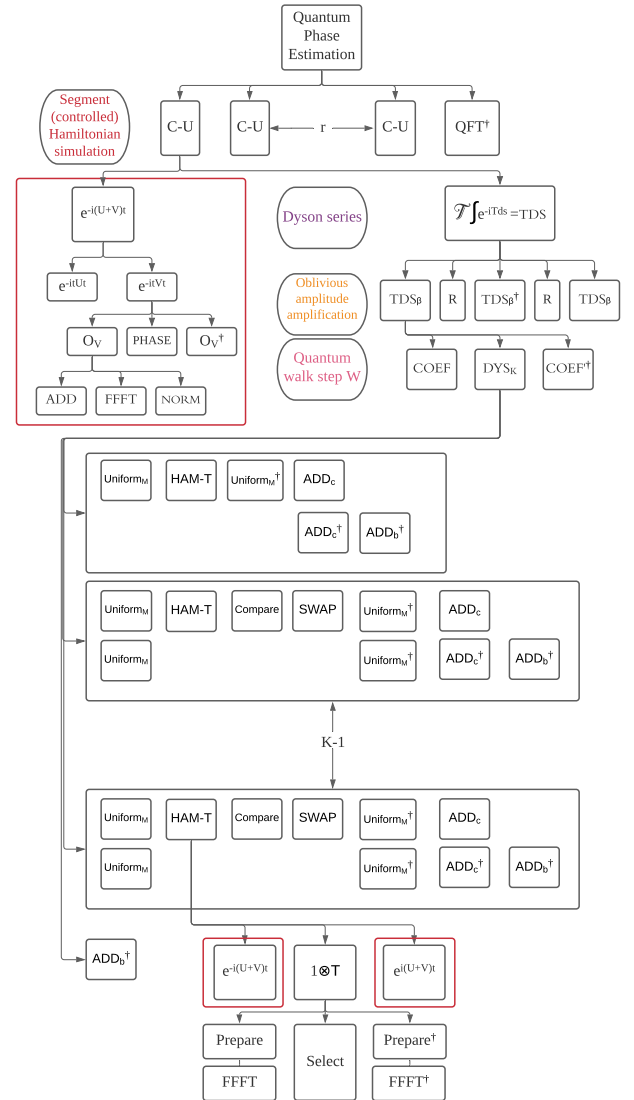 Quantum
Phase
Estimation
Segment
(controlled)
Hamiltonian
simulation
C-U
C-U
r
C-U
QFT†
e-i(U+V)t
Dyson series
𝒯∫e-iTds =TDS
e-itUt
e-itVt
Oblivious
amplitude
amplification
TDSβ
R
TDSβ†
R
TDSβ
OV
PHASE
OV†
Quantum
walk step W
COEF
DYSK
COEF'†
ADD
FFFT
NORM
UniformM
HAM-T
UniformM†
ADDc
ADDc†
ADDb†
UniformM
HAM-T
Compare
SWAP
UniformM†
ADDc
UniformM
UniformM†
ADDc†
ADDb†
K-1
UniformM
HAM-T
Compare
SWAP
UniformM†
ADDc
UniformM
UniformM†
ADDc†
ADDb†
ADDb†
e-i(U+V)t
1⊗T
ei(U+V)t
Prepare
Select
Prepare†
FFFT
FFFT†